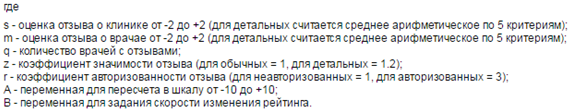 где
s - оценка отзыва о клинике от -2 до +2 (для детальных считается среднее арифметическое по 5 критериям);
m - оценка отзыва о врачае от -2 до +2 (для детальных считается среднее арифметическое по 5 критериям);
q - количество врачей с отзывами;
z - коэффициент значимости отзыва (для обычных = 1, для детальных = 1.2);
r - коэффициент авторизованности отзыва (для неавторизованных = 1, для авторизованных = 3);
A - переменная для пересчета в шкалу от -10 до +10;
B - переменная для задания скорости изменения рейтинга.